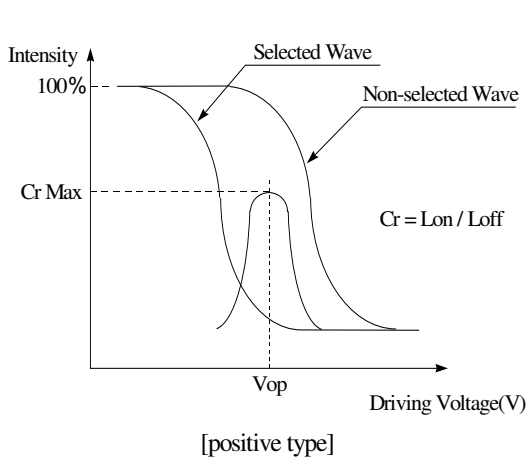 Selected Wave
Intensity
100%
Non-selected Wave
Cr Max
Cr = Lon / Loff
Vop
Driving Voltage(V)
[positive type]